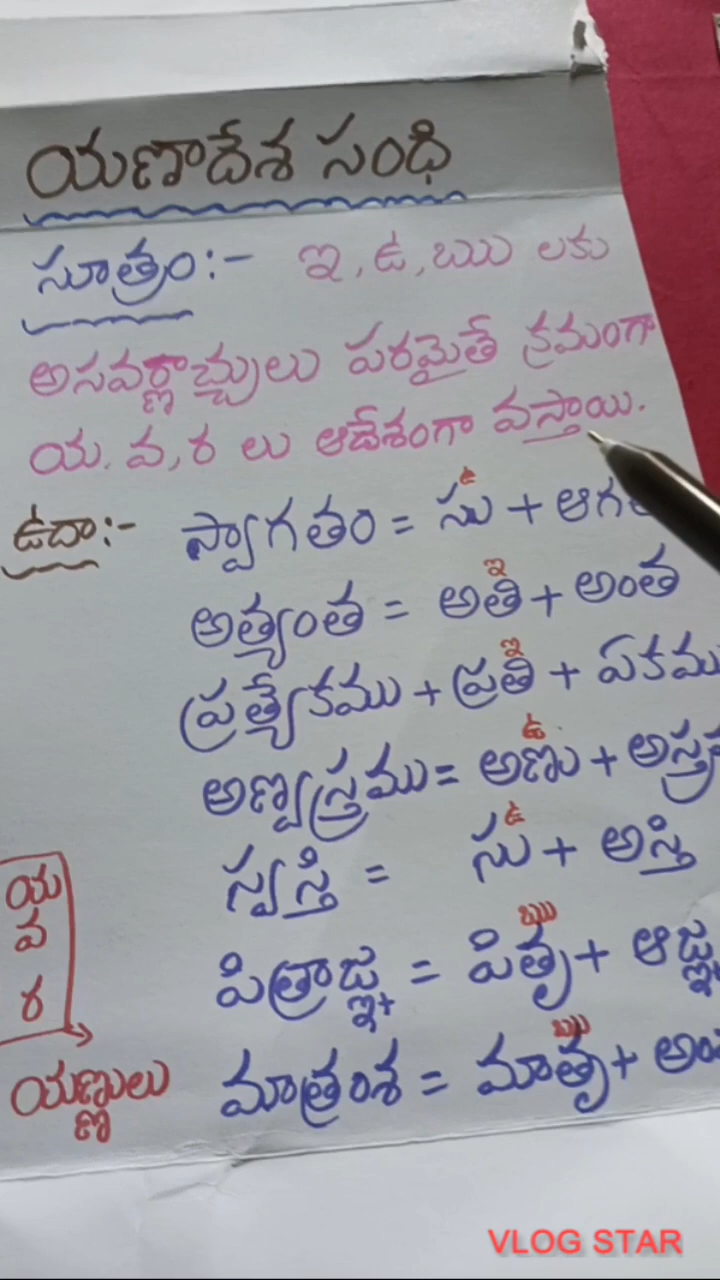 యణాదేశ సంధి
సూత్రం:- ఇ, ఉ, ఋ లకు
అసవర్ణాచ్చులు పరమైతే క్రమంగా
య, వ, ర లు ఆదేశంగా వస్తాయి.
ఉదా:- స్వాగతం = సు + ఆగత
ఉ
అత్యంత = అతి + అంత
ఇ
ప్రత్యేకము + ప్రతి + ఏకము
ఇ
అణ్వస్త్రము = అణు + అస్త్ర
ఉ
స్వస్తి = సు + అస్తి
ఉ
పిత్రాజ్ఞ = పితృ + ఆజ్ఞ
ఋ
మాత్రంశ = మాతృ + అం
ఋ
య
వ
ర
యణ్ణులు
VLOG STAR